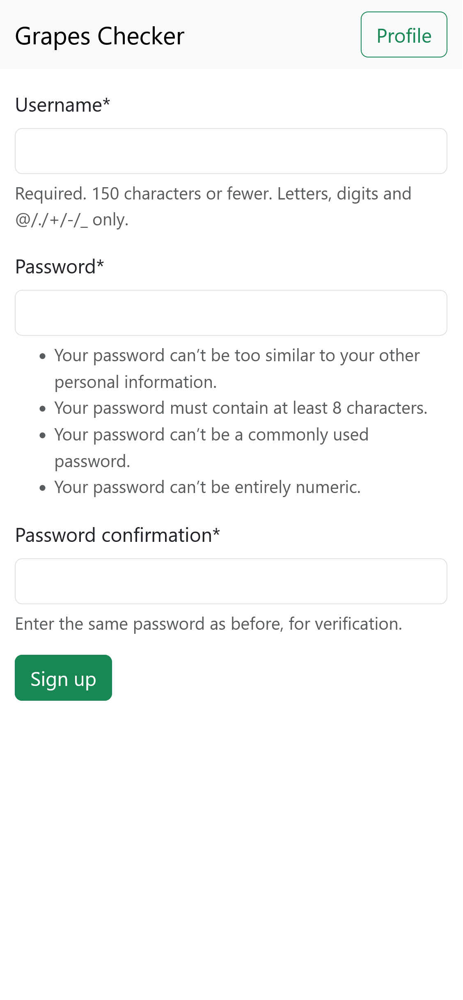 Grapes Checker
Profile
Username*
Required. 150 characters or fewer. Letters, digits and
@/./+/-/_ only.
Password*
• Your password can’t be too similar to your other
personal information.
• Your password must contain at least 8 characters.
• Your password can’t be a commonly used
password.
• Your password can’t be entirely numeric.
Password confirmation*
Enter the same password as before, for verification.
Sign up